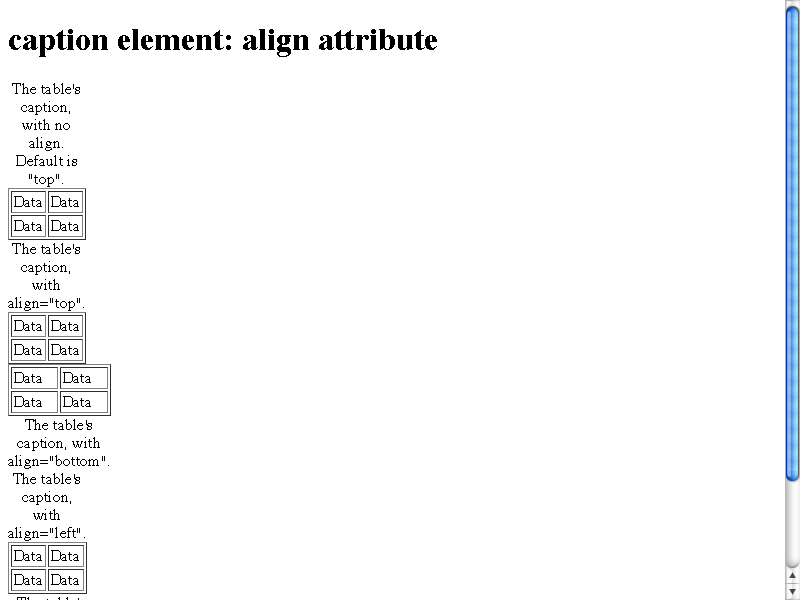 caption element: align attribute
The table's
caption,
with no
align.
Default is
"top".
Data Data
Data Data
The table's
caption,
with
align="top".
Data Data
Data Data
Data Data
Data Data
The table's
caption, with
align="bottom".
The table's
caption,
with
align="left".
Data Data
Data Data
The table's